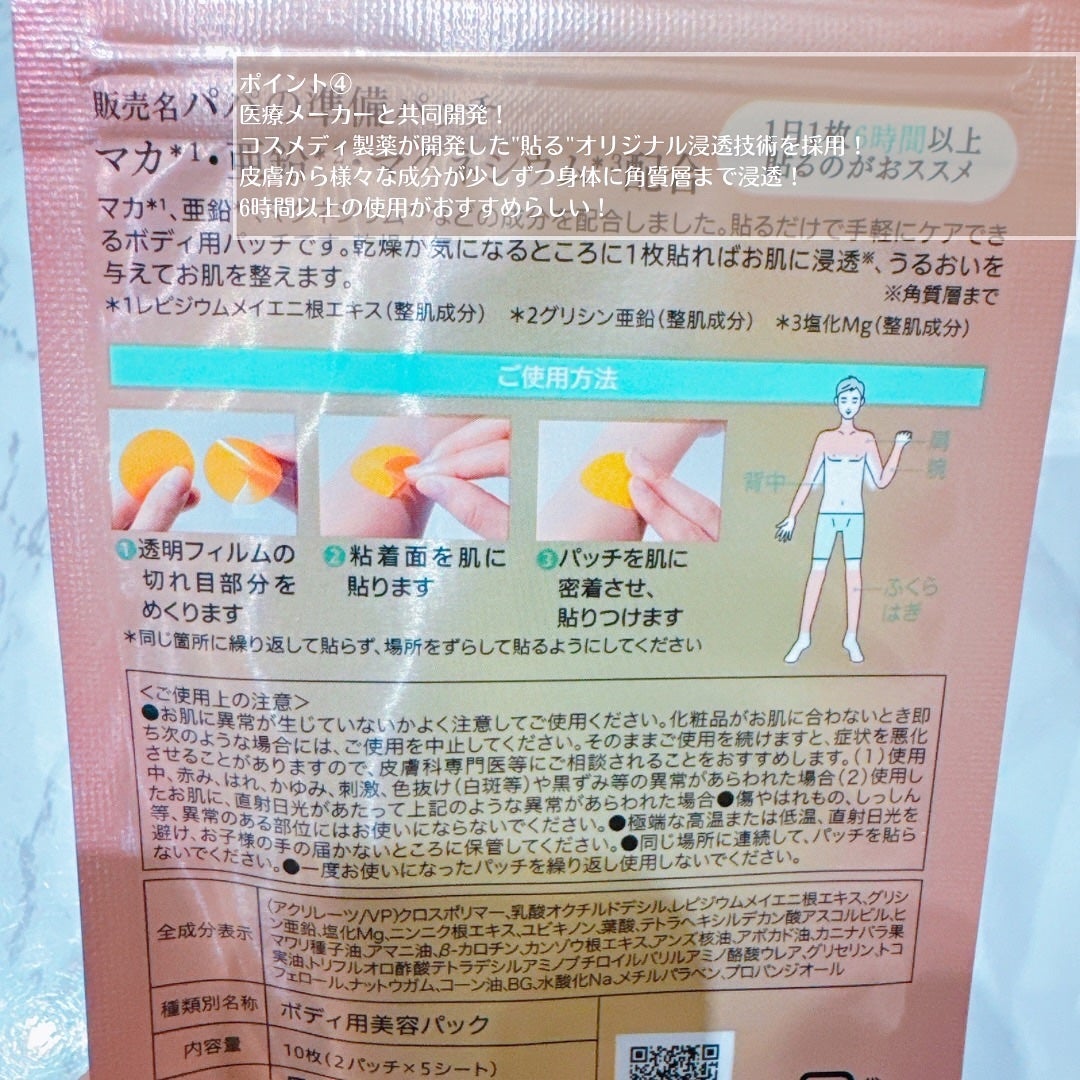 ポイント④
医療メーカーと共同開発！
コスメディ製薬が開発した"貼る"オリジナル浸透技術を採用！
皮膚から様々な成分が少しずつ身体に角質層まで浸透！
6時間以上の使用がおすすめらしい！
販売名パパの準備パッチ
マカ*1・亜鉛
配合
1日1枚6時間以上
貼るのがおススメ
マカ*1、亜鉛
などの成分を配合しました。貼るだけで手軽にケアでき
るボディ用パッチです。乾燥が気になるところに1枚貼ればお肌に浸透※、うるおいを
与えてお肌を整えます。
※角質層まで
*1レピジウムメイエニ根エキス(整肌成分) *2グリシン亜鉛(整肌成分) *3塩化Mg(整肌成分)
ご使用方法
肩
腕
背中
ふくら
はぎ
1透明フィルムの
切れ目部分を
めくります
2粘着面を肌に
貼ります
3パッチを肌に
密着させ、
貼りつけます
*同じ箇所に繰り返して貼らず、場所をずらして貼るようにしてください
<ご使用上の注意>
●お肌に異常が生じていないかよく注意してご使用ください。化粧品がお肌に合わないとき即
ち次のような場合には、ご使用を中止してください。そのままご使用を続けますと、症状を悪化
させることがありますので、皮膚科専門医等にご相談されることをおすすめします。(1)使用
中、赤み、はれ、かゆみ、刺激、色抜け(白斑等)や黒ずみ等の異常があらわれた場合(2)使用し
たお肌に、直射日光があたって上記のような異常があらわれた場合●傷やはれもの、しっしん
等、異常のある部位にはお使いにならないでください。●極端な高温または低温、直射日光を
避け、お子様の手の届かないところに保管してください。●同じ場所に連続して、パッチを貼ら
ないでください。●一度お使いになったパッチを繰り返し使用しないでください。
全成分表示
(アクリレーツ/VP)クロスポリマー、乳酸オクチルドデシル、レピジウムメイエニ根エキス、グリシ
ン亜鉛、塩化Mg、ニンニク根エキス、ユビキノン、葉酸、テトラヘキシルデカン酸アスコルビル、ヒ
マワリ種子油、アマニ油、β-カロチン、カンゾウ根エキス、アンズ核油、アボカド油、カニナバラ果
実油、トリフルオロ酢酸テトラデシルアミノブチロイルバリルアミノ酪酸ウレア、グリセリン、トコ
フェロール、ナットウガム、コーン油、BG、水酸化Na、メチルパラベン、プロパンジオール
種類別名称
ボディ用美容パック
内容量
10枚(2パッチ×5シート)